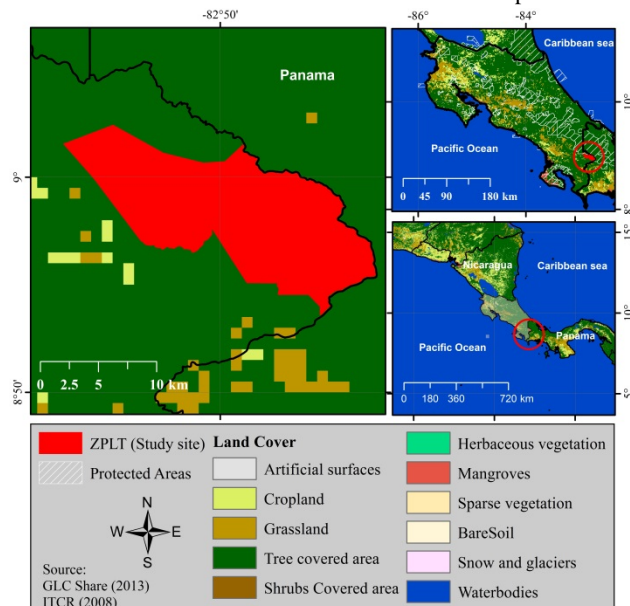 -82°50'
-86°
-84°
Panama
9°
8°50'
0 2.5 5 10 km
Caribbean sea
Pacific Ocean
10°
8°
0 45 90 180 km
Nicaragua
Caribbean sea
Panama
Pacific Ocean
15°
10°
5°
0 180 360 720 km
ZPLT (Study site)
Protected Areas
N
W E
S
Source:
GLC Share (2013)
ITCR (2008)
Land Cover
Artificial surfaces
Cropland
Grassland
Tree covered area
Shrubs Covered area
Herbaceous vegetation
Mangroves
Sparse vegetation
BareSoil
Snow and glaciers
Waterbodies